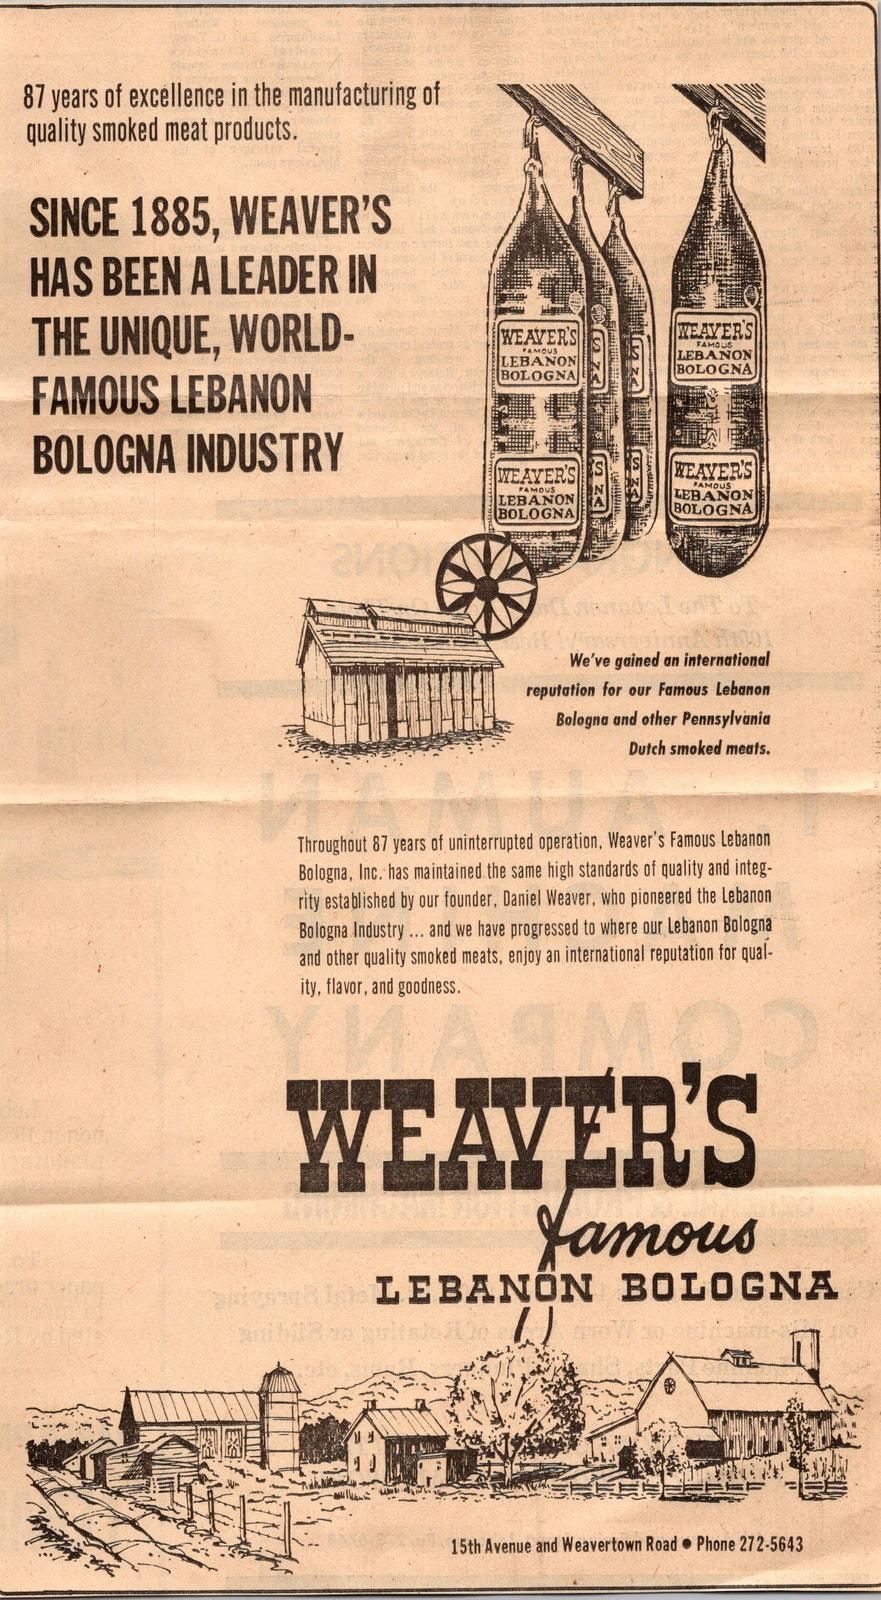 87 years of excellence in the manufacturing of
quality smoked meat products.
SINCE 1885, WEAVER'S
HAS BEEN A LEADER IN
THE UNIQUE, WORLD-
FAMOUS LEBANON
BOLOGNA INDUSTRY
WEAVER'S
FAMOUS
LEBANON
BOLOGNA
WEAVER'S
FAMOUS
LEBANON
BOLOGNA
WEAVER'S
FAMOUS
LEBANON
BOLOGNA
WEAVER'S
FAMOUS
LEBANON
BOLOGNA
We've gained an international
reputation for our Famous Lebanon
Bologna and other Pennsylvania
Dutch smoked meats.
Throughout 87 years of uninterrupted operation, Weaver's Famous Lebanon
Bologna, Inc. has maintained the same high standards of quality and integ-
rity established by our founder, Daniel Weaver, who pioneered the Lebanon
Bologna Industry ... and we have progressed to where our Lebanon Bologna
and other quality smoked meats, enjoy an international reputation for qual-
ity, flavor, and goodness.
WEAVER'S
famous
LEBANON BOLOGNA
15th Avenue and Weavertown Road • Phone 272-5643